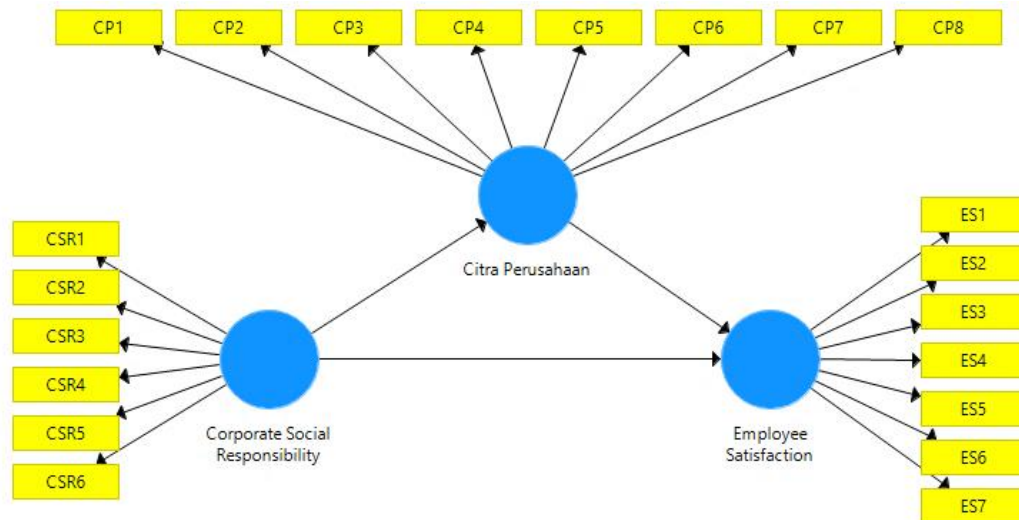 CP1 CP2 CP3 CP4 CP5 CP6 CP7 CP8
Citra Perusahaan
CSR1
CSR2
CSR3
CSR4
CSR5
CSR6
Corporate Social
Responsibility
Employee
Satisfaction
ES1
ES2
ES3
ES4
ES5
ES6
ES7